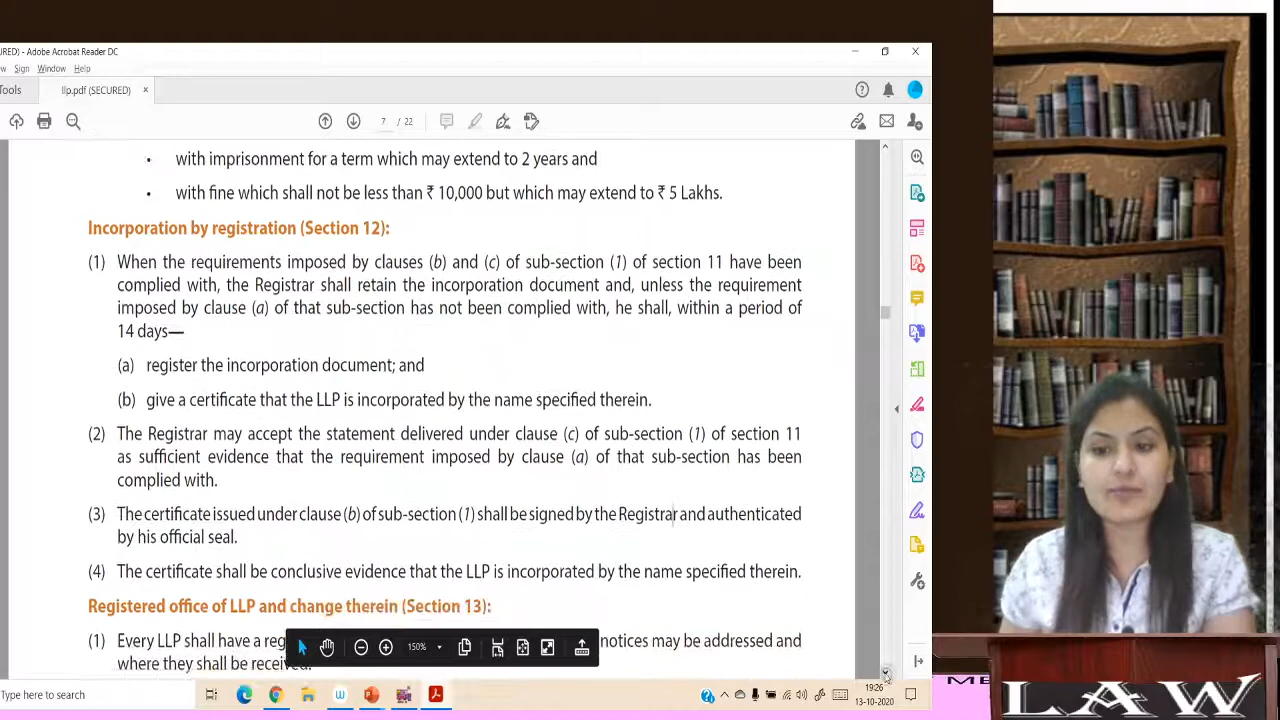 URED) - Adobe Acrobat Reader DC
w Sign Window Help
Tools llp.pdf (SECURED) ×
7 / 22
• with imprisonment for a term which may extend to 2 years and
• with fine which shall not be less than ₹ 10,000 but which may extend to ₹ 5 Lakhs.
Incorporation by registration (Section 12):
(1) When the requirements imposed by clauses (b) and (c) of sub-section (1) of section 11 have been
complied with, the Registrar shall retain the incorporation document and, unless the requirement
imposed by clause (a) of that sub-section has not been complied with, he shall, within a period of
14 days—
(a) register the incorporation document; and
(b) give a certificate that the LLP is incorporated by the name specified therein.
(2) The Registrar may accept the statement delivered under clause (c) of sub-section (1) of section 11
as sufficient evidence that the requirement imposed by clause (a) of that sub-section has been
complied with.
(3) The certificate issued under clause (b) of sub-section (1) shall be signed by the Registrar and authenticated
by his official seal.
(4) The certificate shall be conclusive evidence that the LLP is incorporated by the name specified therein.
Registered office of LLP and change therein (Section 13):
(1) Every LLP shall have a reg notices may be addressed and
where they shall be received.
150%
Type here to search
19:26
13-10-2020
LAW